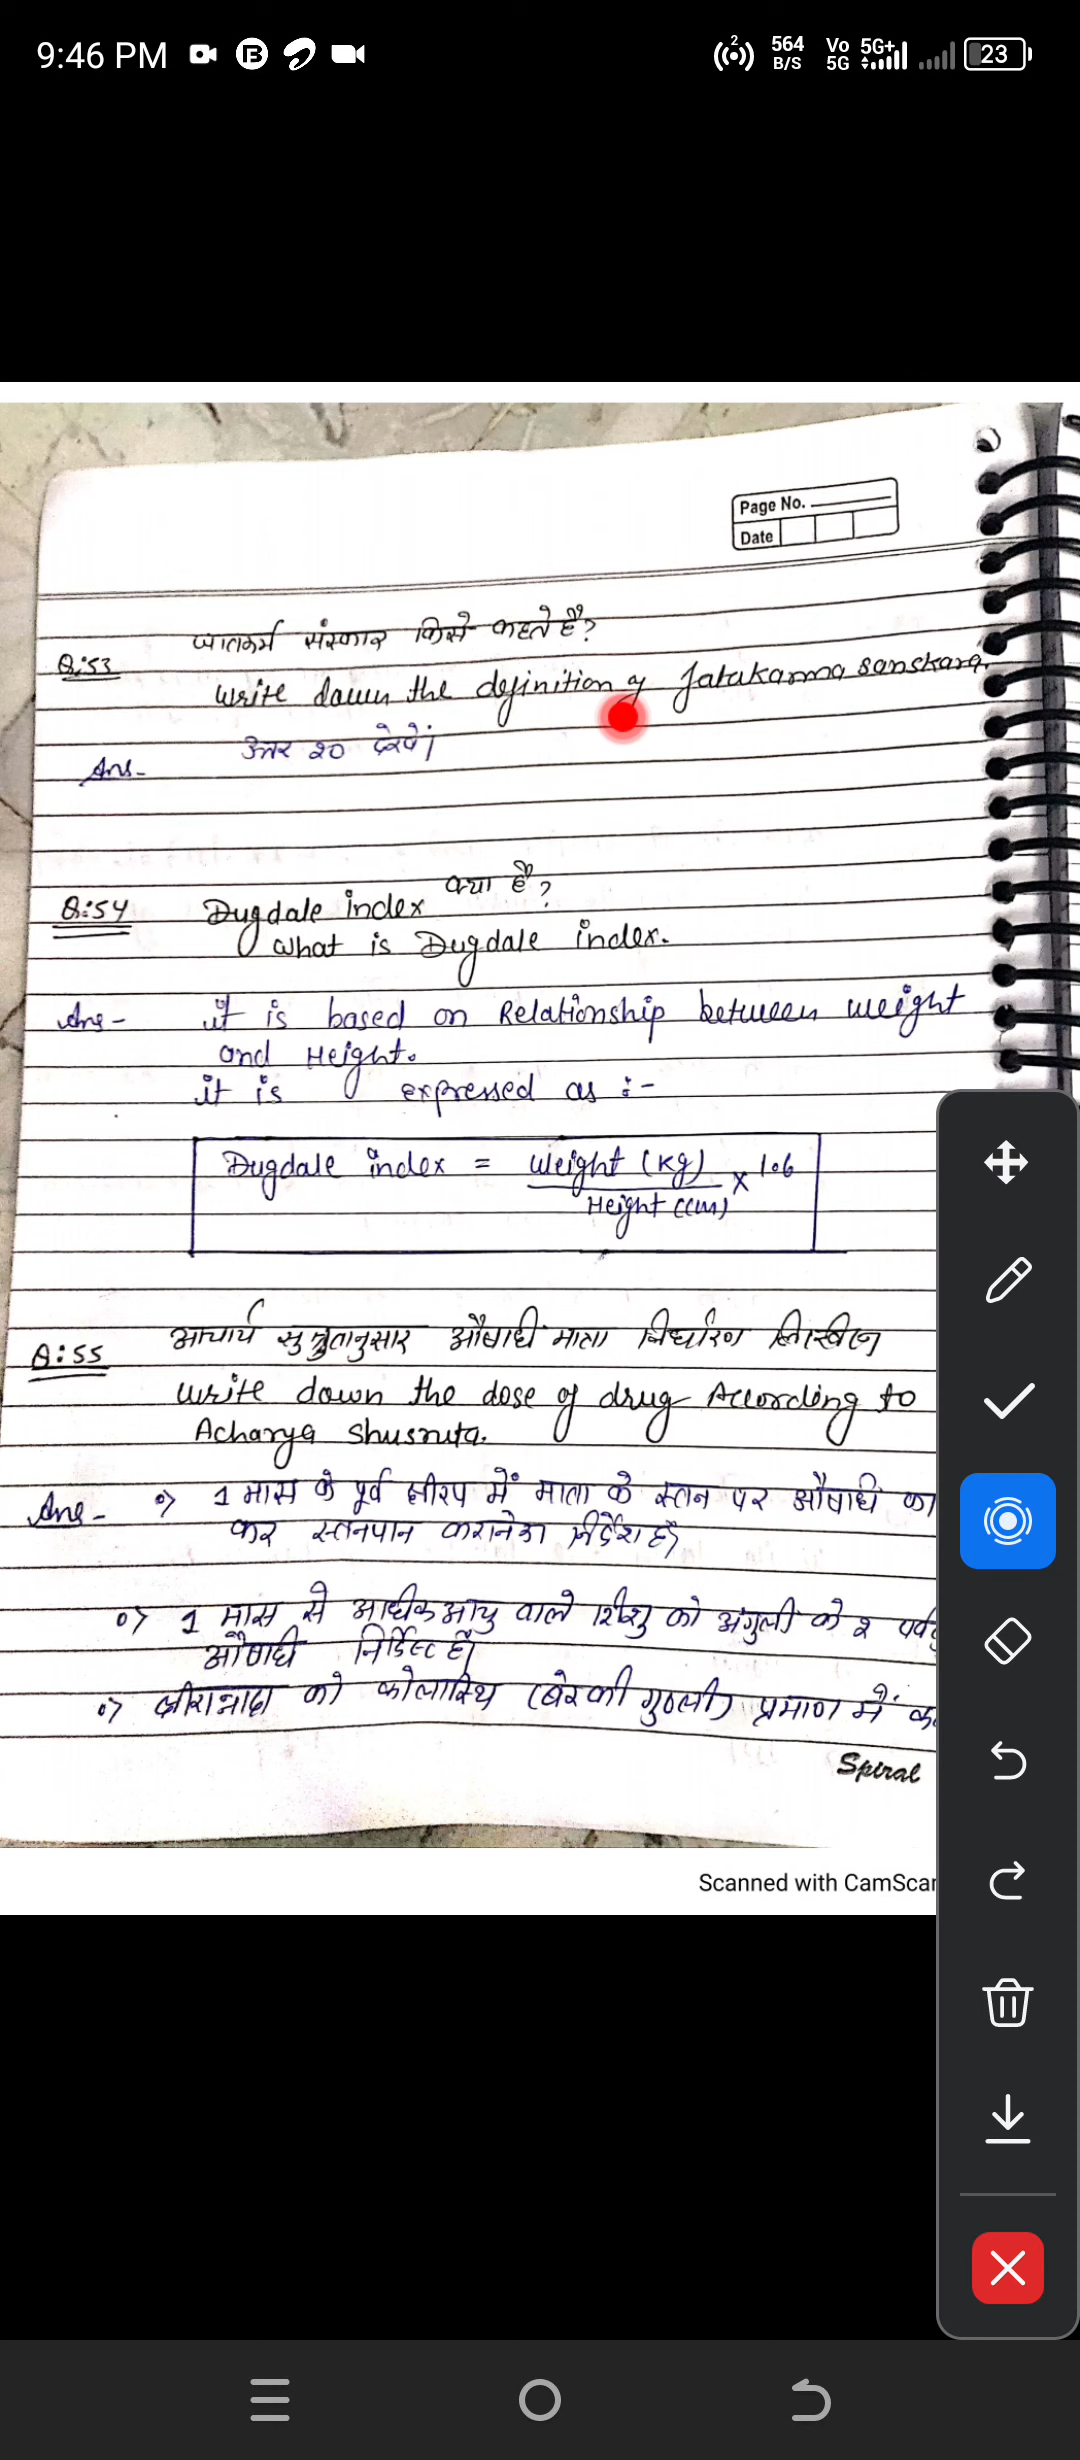 9:46 PM
564 B/S Vo 5G 5G+ 23
Page No.
Date
जातकर्म संस्कार किसे कहते है?
Q:53
write down the definition of Jatakarma sanskara.
उत्तर 20 देखें।
Ans-
क्या है?
Q:54 Dugdale index
what is Dugdale index.
Ans- it is based on Relationship between weight
and Height.
it is expressed as :-
Dugdale index = weight (kg) / Height (cm) × 1.6
आचार्य सुश्रुतानुसार औषधि मात्रा निर्धारण लिखिए
Q:55
write down the dose of drug According to
Acharya Shusruta.
Ans- 1 मास के पूर्व क्षीरप में माता के स्तन पर औषधि का
कर स्तनपान कराने का निर्देश है
1 मास से अधिक आयु वाले शिशु को अंगुली के 2 पर्व
औषधि निर्दिष्ट है
क्षीरान्नाद को कोलास्थि (बेर की गुठली) प्रमाण में
Spiral
Scanned with CamScan